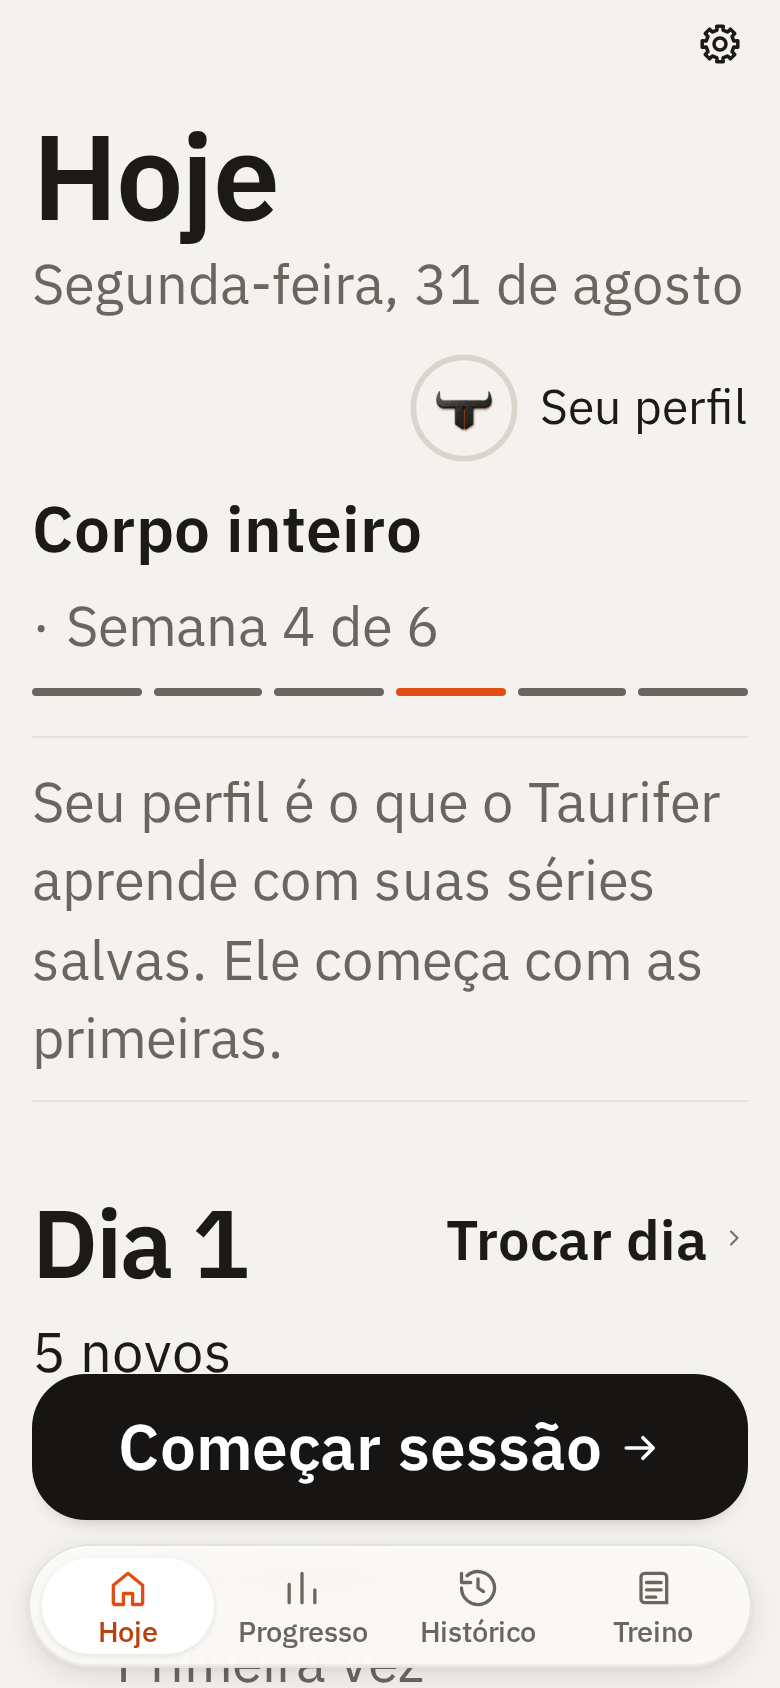 Hoje
Segunda-feira, 31 de agosto
Seu perfil
Corpo inteiro
· Semana 4 de 6
Seu perfil é o que o Taurifer
aprende com suas séries
salvas. Ele começa com as
primeiras.
Dia 1
Trocar dia
5 novos
Começar sessão →
Hoje
Progresso
Histórico
Treino
Primeira vez